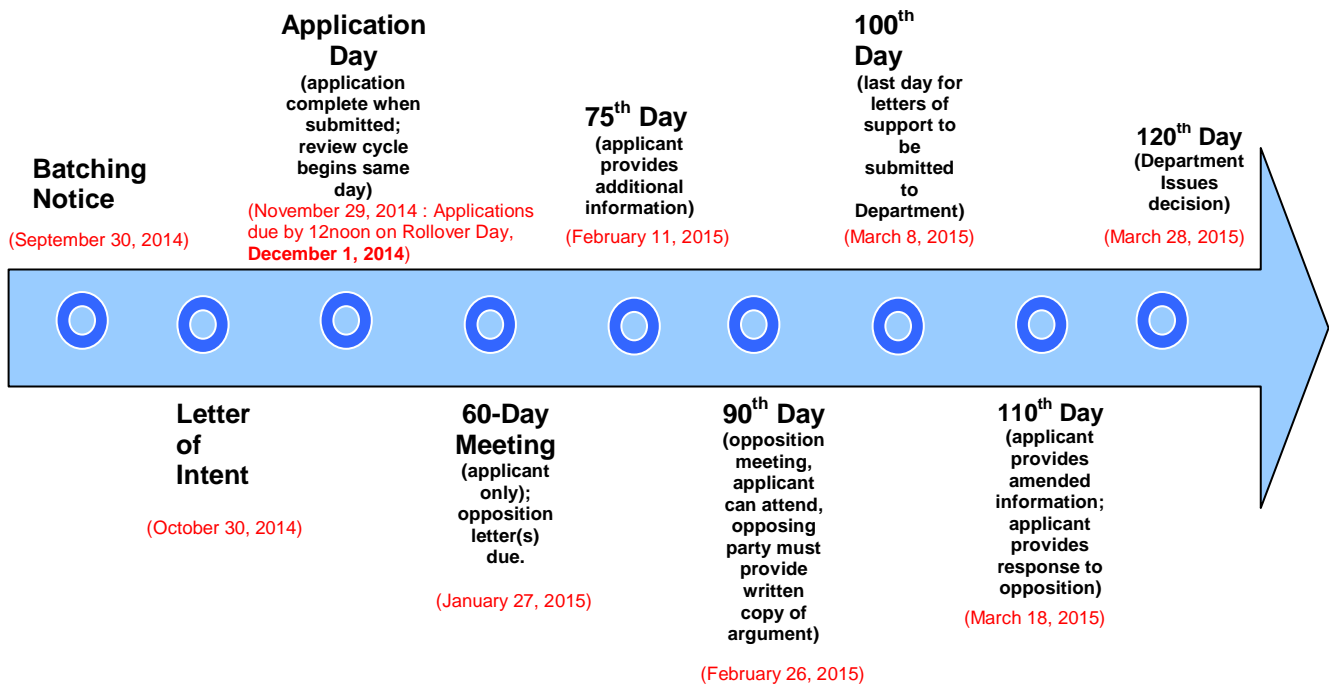 Batching
Notice
(September 30, 2014)
Letter
of
Intent
(October 30, 2014)
Application
Day
(application
complete when
submitted;
review cycle
begins same
day)
(November 29, 2014 : Applications
due by 12noon on Rollover Day,
December 1, 2014)
60-Day
Meeting
(applicant
only);
opposition
letter(s)
due.
(January 27, 2015)
75th Day
(applicant
provides
additional
information)
(February 11, 2015)
90th Day
(opposition
meeting,
applicant
can attend,
opposing
party must
provide
written
copy of
argument)
(February 26, 2015)
100th
Day
(last day for
letters of
support to
be
submitted
to
Department)
(March 8, 2015)
110th Day
(applicant
provides
amended
information;
applicant
provides
response to
opposition)
(March 18, 2015)
120th Day
(Department
Issues
decision)
(March 28, 2015)